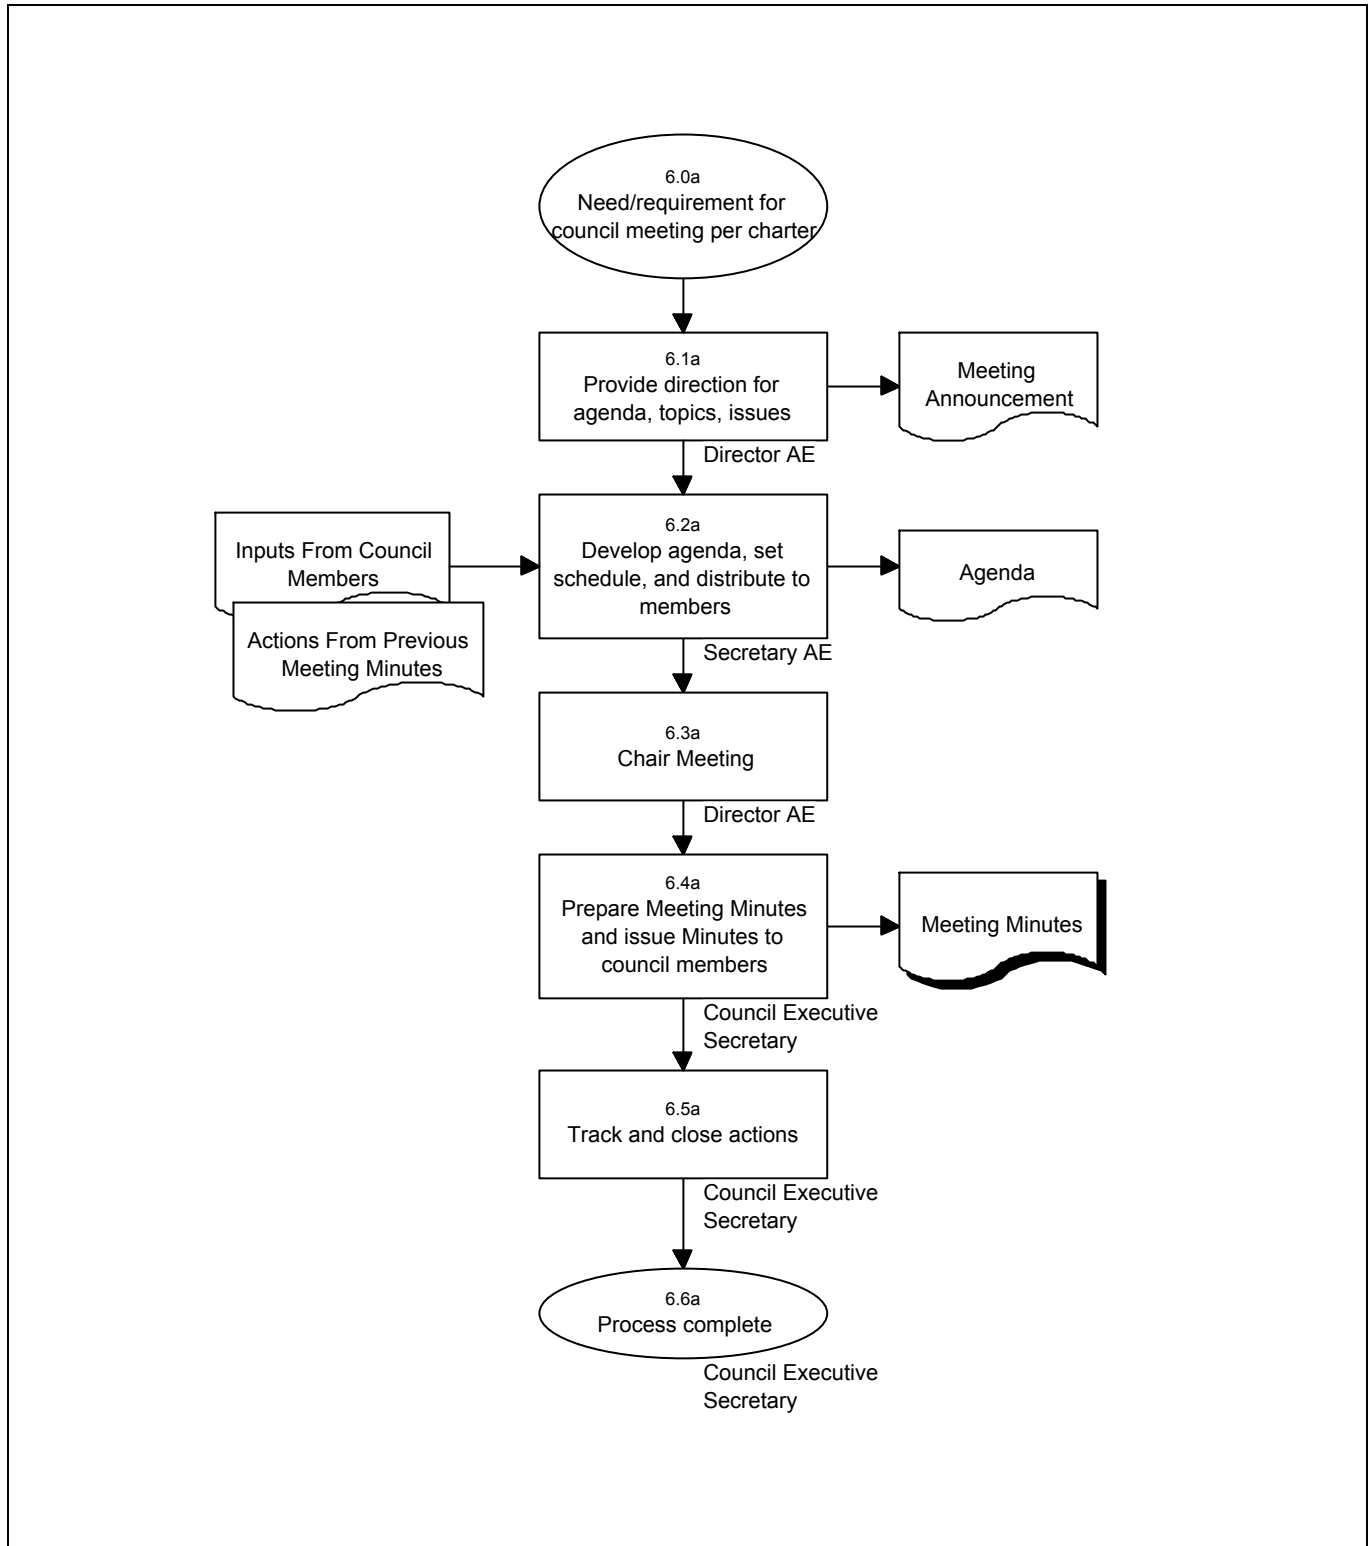 6.0a
Need/requirement for
council meeting per charter
6.1a
Provide direction for
agenda, topics, issues
Meeting
Announcement
Director AE
6.2a
Develop agenda, set
schedule, and distribute to
members
Inputs From Council
Members
Actions From Previous
Meeting Minutes
Agenda
Secretary AE
6.3a
Chair Meeting
Director AE
6.4a
Prepare Meeting Minutes
and issue Minutes to
council members
Meeting Minutes
Council Executive
Secretary
6.5a
Track and close actions
Council Executive
Secretary
6.6a
Process complete
Council Executive
Secretary